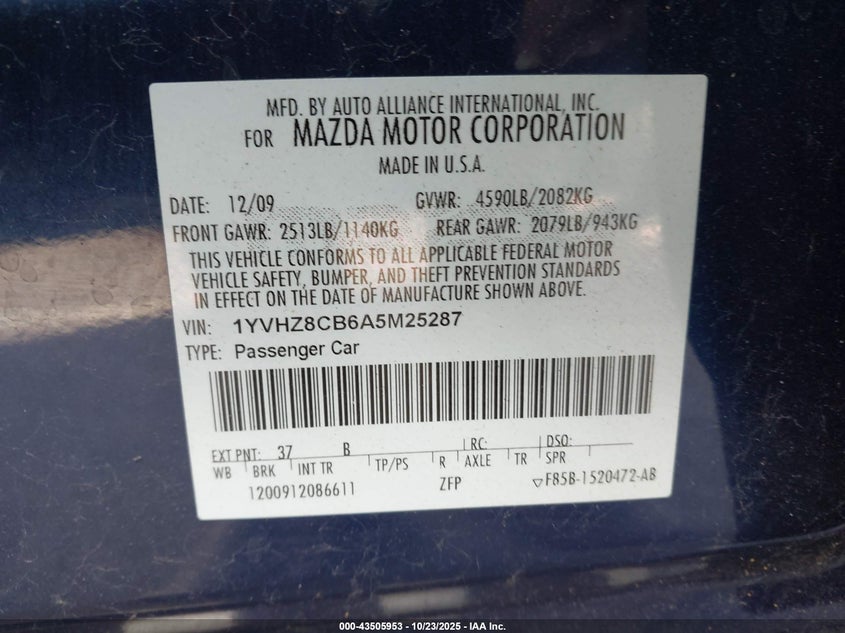 MFD. BY AUTO ALLIANCE INTERNATIONAL, INC.
FOR MAZDA MOTOR CORPORATION
MADE IN U.S.A.
DATE: 12/09 GVWR: 4590LB/2082KG
FRONT GAWR: 2513LB/1140KG REAR GAWR: 2079LB/943KG
THIS VEHICLE CONFORMS TO ALL APPLICABLE FEDERAL MOTOR
VEHICLE SAFETY, BUMPER, AND THEFT PREVENTION STANDARDS
IN EFFECT ON THE DATE OF MANUFACTURE SHOWN ABOVE.
VIN: 1YVHZ8CB6A5M25287
TYPE: Passenger Car
EXT PNT: 37 B RC: DSO:
WB BRK INT TR TP/PS R AXLE TR SPR
1200912086611 ZFP ▽F85B-1520472-AB
000-43505953 - 10/23/2025 - IAA Inc.